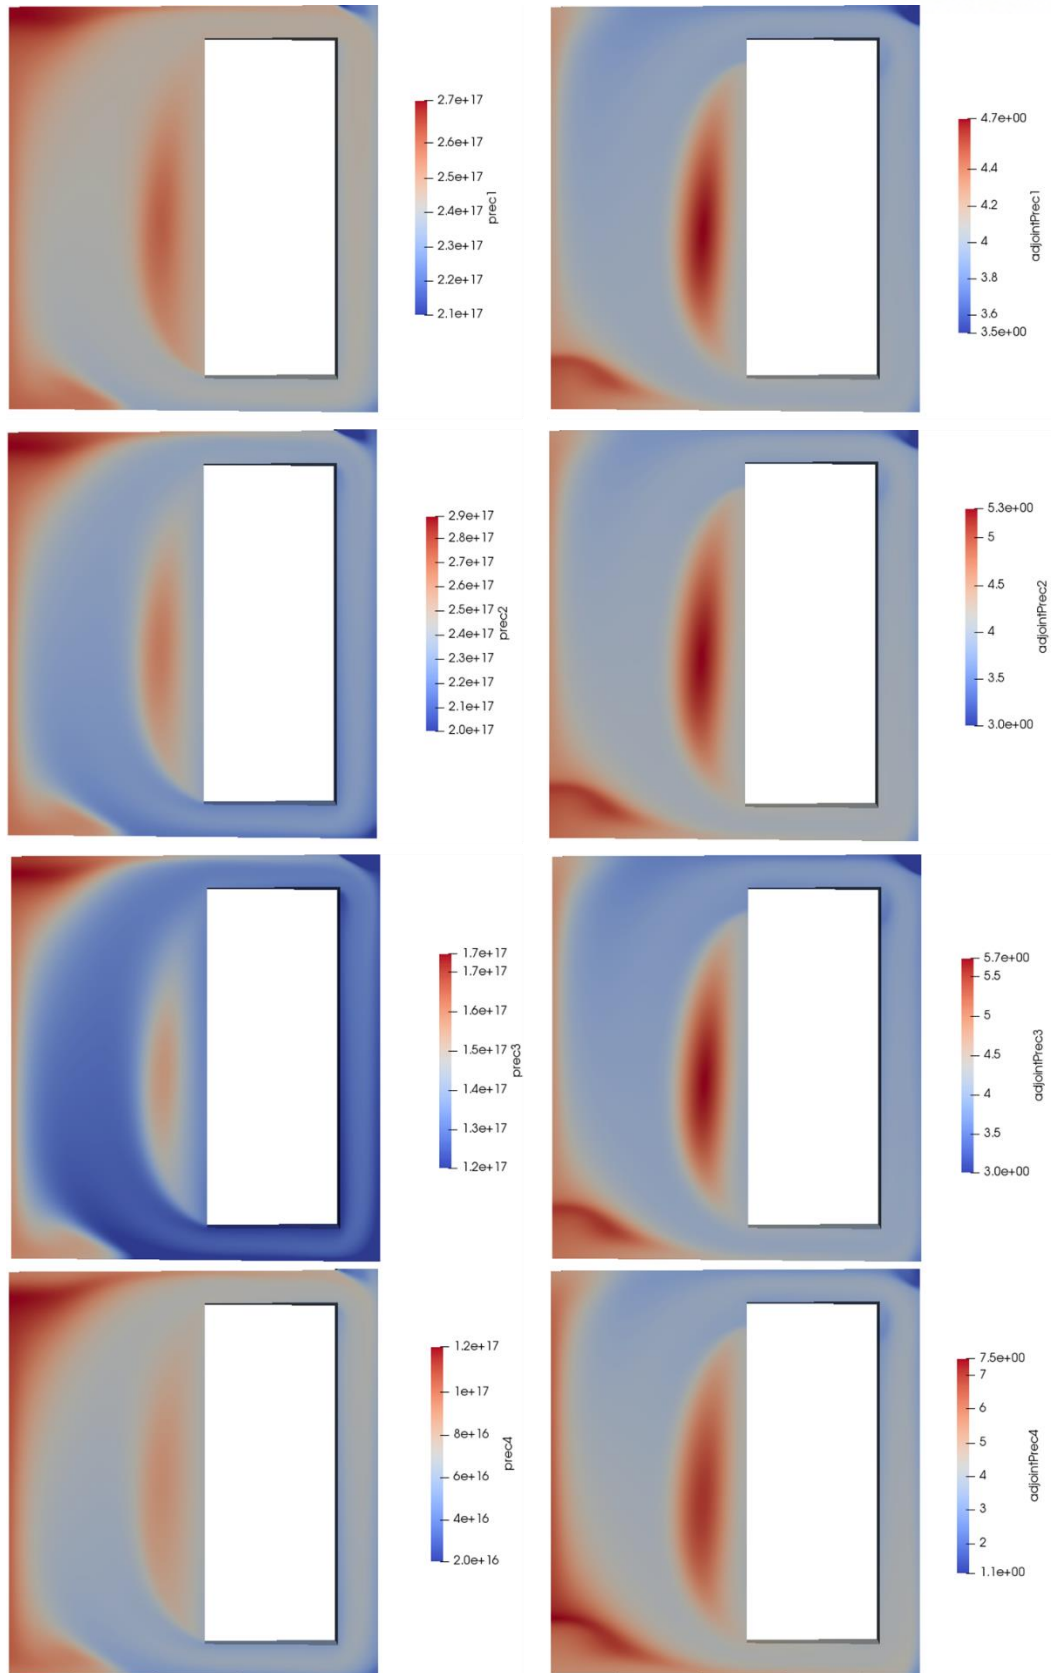 2.7e+17
2.6e+17
2.5e+17
2.4e+17
2.3e+17
2.2e+17
2.1e+17
prec1
4.7e+00
4.4
4.2
4
3.8
3.6
3.5e+00
adjointPrec1
2.9e+17
2.8e+17
2.7e+17
2.6e+17
2.5e+17
2.4e+17
2.3e+17
2.2e+17
2.1e+17
2.0e+17
prec2
5.3e+00
5
4.5
4
3.5
3.0e+00
adjointPrec2
1.7e+17
1.7e+17
1.6e+17
1.5e+17
1.4e+17
1.3e+17
1.2e+17
prec3
5.7e+00
5.5
5
4.5
4
3.5
3.0e+00
adjointPrec3
1.2e+17
1e+17
8e+16
6e+16
4e+16
2.0e+16
prec4
7.5e+00
7
6
5
4
3
2
1.1e+00
adjointPrec4